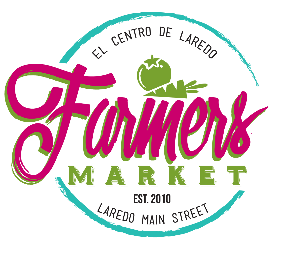 EL CENTRO DE LAREDO
Farmers
MARKET
EST. 2010
LAREDO MAIN STREET